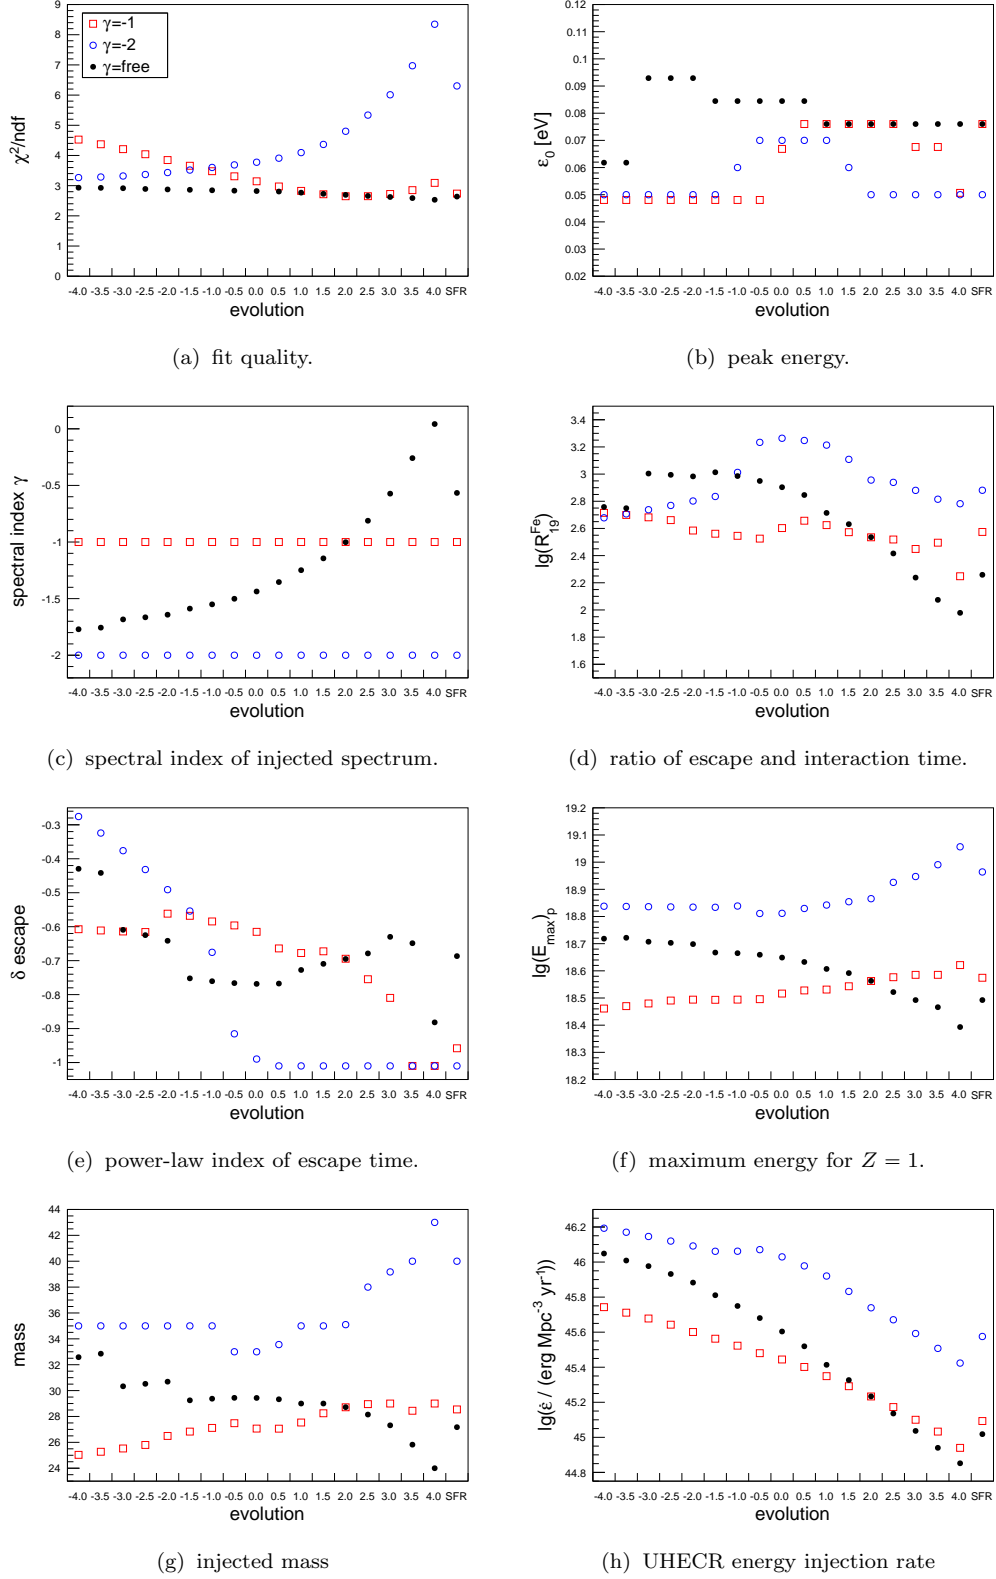 γ=-1
γ=-2
γ=free
9
8
7
6
5
4
3
2
1
0
χ²/ndf
-4.0 -3.5 -3.0 -2.5 -2.0 -1.5 -1.0 -0.5 0.0 0.5 1.0 1.5 2.0 2.5 3.0 3.5 4.0 SFR
evolution
(a) fit quality.
0.12
0.11
0.1
0.09
0.08
0.07
0.06
0.05
0.04
0.03
0.02
ε₀ [eV]
-4.0 -3.5 -3.0 -2.5 -2.0 -1.5 -1.0 -0.5 0.0 0.5 1.0 1.5 2.0 2.5 3.0 3.5 4.0 SFR
evolution
(b) peak energy.
0
-0.5
-1
-1.5
-2
spectral index γ
-4.0 -3.5 -3.0 -2.5 -2.0 -1.5 -1.0 -0.5 0.0 0.5 1.0 1.5 2.0 2.5 3.0 3.5 4.0 SFR
evolution
(c) spectral index of injected spectrum.
3.4
3.2
3
2.8
2.6
2.4
2.2
2
1.8
1.6
lg(R₁₉^Fe)
-4.0 -3.5 -3.0 -2.5 -2.0 -1.5 -1.0 -0.5 0.0 0.5 1.0 1.5 2.0 2.5 3.0 3.5 4.0 SFR
evolution
(d) ratio of escape and interaction time.
-0.3
-0.4
-0.5
-0.6
-0.7
-0.8
-0.9
-1
δ escape
-4.0 -3.5 -3.0 -2.5 -2.0 -1.5 -1.0 -0.5 0.0 0.5 1.0 1.5 2.0 2.5 3.0 3.5 4.0 SFR
evolution
(e) power-law index of escape time.
19.2
19.1
19
18.9
18.8
18.7
18.6
18.5
18.4
18.3
18.2
lg(E_max)_p
-4.0 -3.5 -3.0 -2.5 -2.0 -1.5 -1.0 -0.5 0.0 0.5 1.0 1.5 2.0 2.5 3.0 3.5 4.0 SFR
evolution
(f) maximum energy for Z = 1.
44
42
40
38
36
35
33
30
28
26
24
mass
-4.0 -3.5 -3.0 -2.5 -2.0 -1.5 -1.0 -0.5 0.0 0.5 1.0 1.5 2.0 2.5 3.0 3.5 4.0 SFR
evolution
(g) injected mass
46.2
46
45.8
45.6
45.4
45.2
45
44.8
lg(ε̇ / (erg Mpc⁻³ yr⁻¹))
-4.0 -3.5 -3.0 -2.5 -2.0 -1.5 -1.0 -0.5 0.0 0.5 1.0 1.5 2.0 2.5 3.0 3.5 4.0 SFR
evolution
(h) UHECR energy injection rate